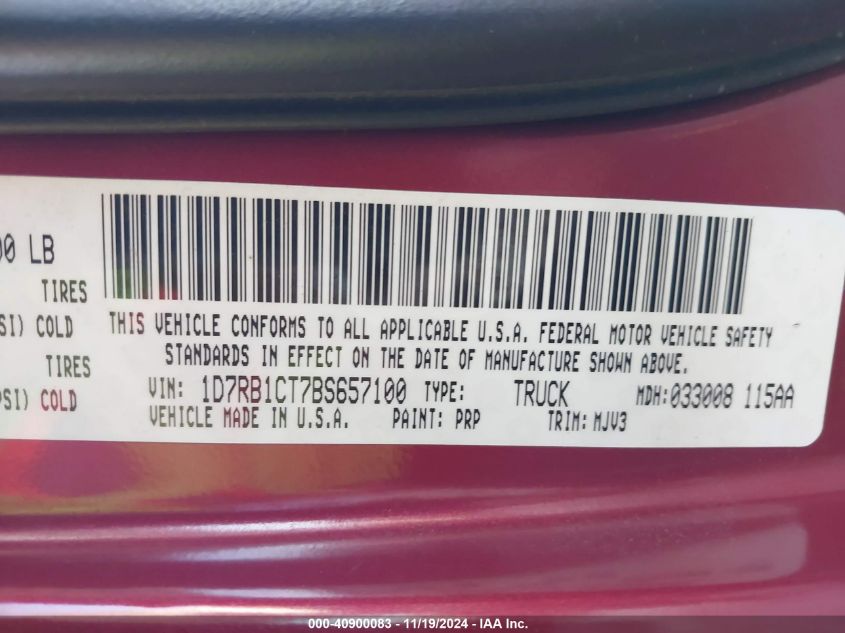 00 LB
TIRES
SI) COLD
TIRES
PSI) COLD
THIS VEHICLE CONFORMS TO ALL APPLICABLE U.S.A. FEDERAL MOTOR VEHICLE SAFETY
STANDARDS IN EFFECT ON THE DATE OF MANUFACTURE SHOWN ABOVE.
VIN: 1D7RB1CT7BS657100 TYPE: TRUCK MDH:033008 115AA
VEHICLE MADE IN U.S.A. PAINT: PRP TRIM: MJV3
000-40900083 - 11/19/2024 - IAA Inc.